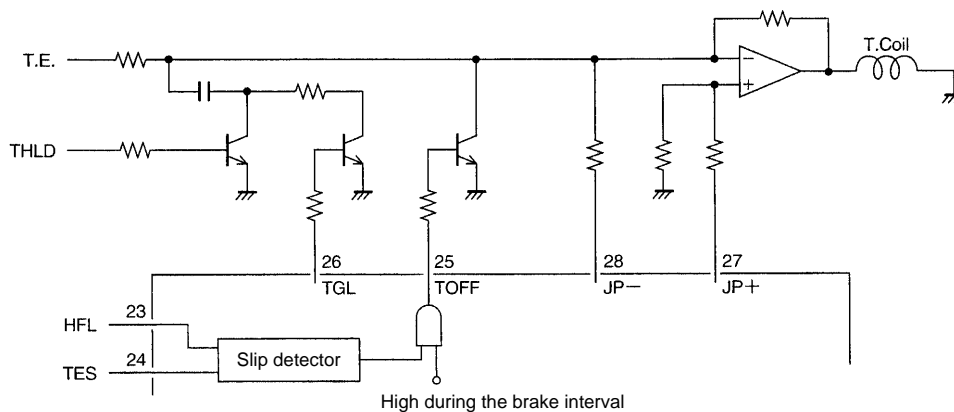 T.E.
T.Coil
−
+
THLD
26
25
28
27
TGL
TOFF
JP−
JP+
23
HFL
24
TES
Slip detector
High during the brake interval